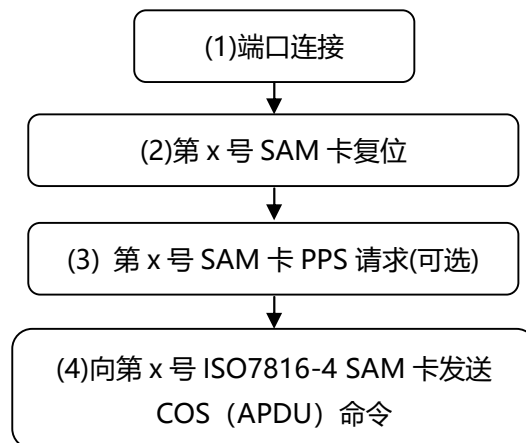 (1)端口连接
(2)第 x 号 SAM 卡复位
(3) 第 x 号 SAM 卡 PPS 请求(可选)
(4)向第 x 号 ISO7816-4 SAM 卡发送
COS（APDU）命令